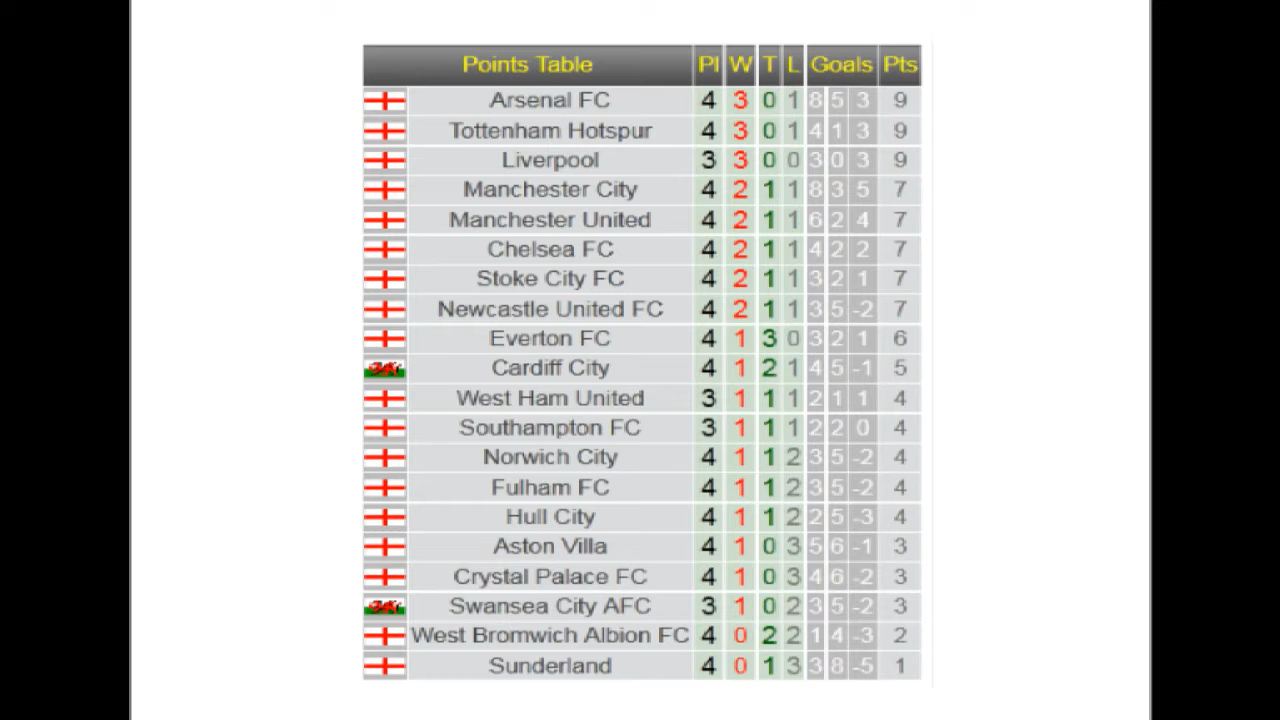 Points Table Pl W T L Goals Pts
Arsenal FC 4 3 0 1 8 5 3 9
Tottenham Hotspur 4 3 0 1 4 1 3 9
Liverpool 3 3 0 0 3 0 3 9
Manchester City 4 2 1 1 8 3 5 7
Manchester United 4 2 1 1 6 2 4 7
Chelsea FC 4 2 1 1 4 2 2 7
Stoke City FC 4 2 1 1 3 2 1 7
Newcastle United FC 4 2 1 1 3 5 -2 7
Everton FC 4 1 3 0 3 2 1 6
Cardiff City 4 1 2 1 4 5 -1 5
West Ham United 3 1 1 1 2 1 1 4
Southampton FC 3 1 1 1 2 2 0 4
Norwich City 4 1 1 2 3 5 -2 4
Fulham FC 4 1 1 2 3 5 -2 4
Hull City 4 1 1 2 2 5 -3 4
Aston Villa 4 1 0 3 5 6 -1 3
Crystal Palace FC 4 1 0 3 4 6 -2 3
Swansea City AFC 3 1 0 2 3 5 -2 3
West Bromwich Albion FC 4 0 2 2 1 4 -3 2
Sunderland 4 0 1 3 3 8 -5 1